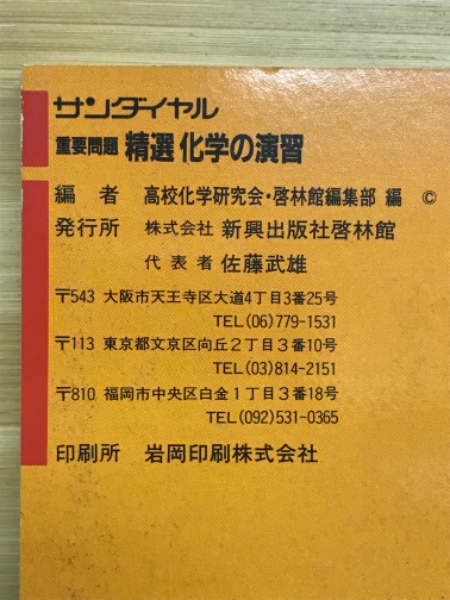 サンダイヤル
重要問題 精選 化学の演習
編 者 高校化学研究会・啓林館編集部 編 ©
発行所 株式会社 新興出版社啓林館
代表者 佐藤武雄
〒543 大阪市天王寺区大道4丁目3番25号
TEL(06)779-1531
〒113 東京都文京区向丘2丁目3番10号
TEL(03)814-2151
〒810 福岡市中央区白金1丁目3番18号
TEL(092)531-0365
印刷所 岩岡印刷株式会社